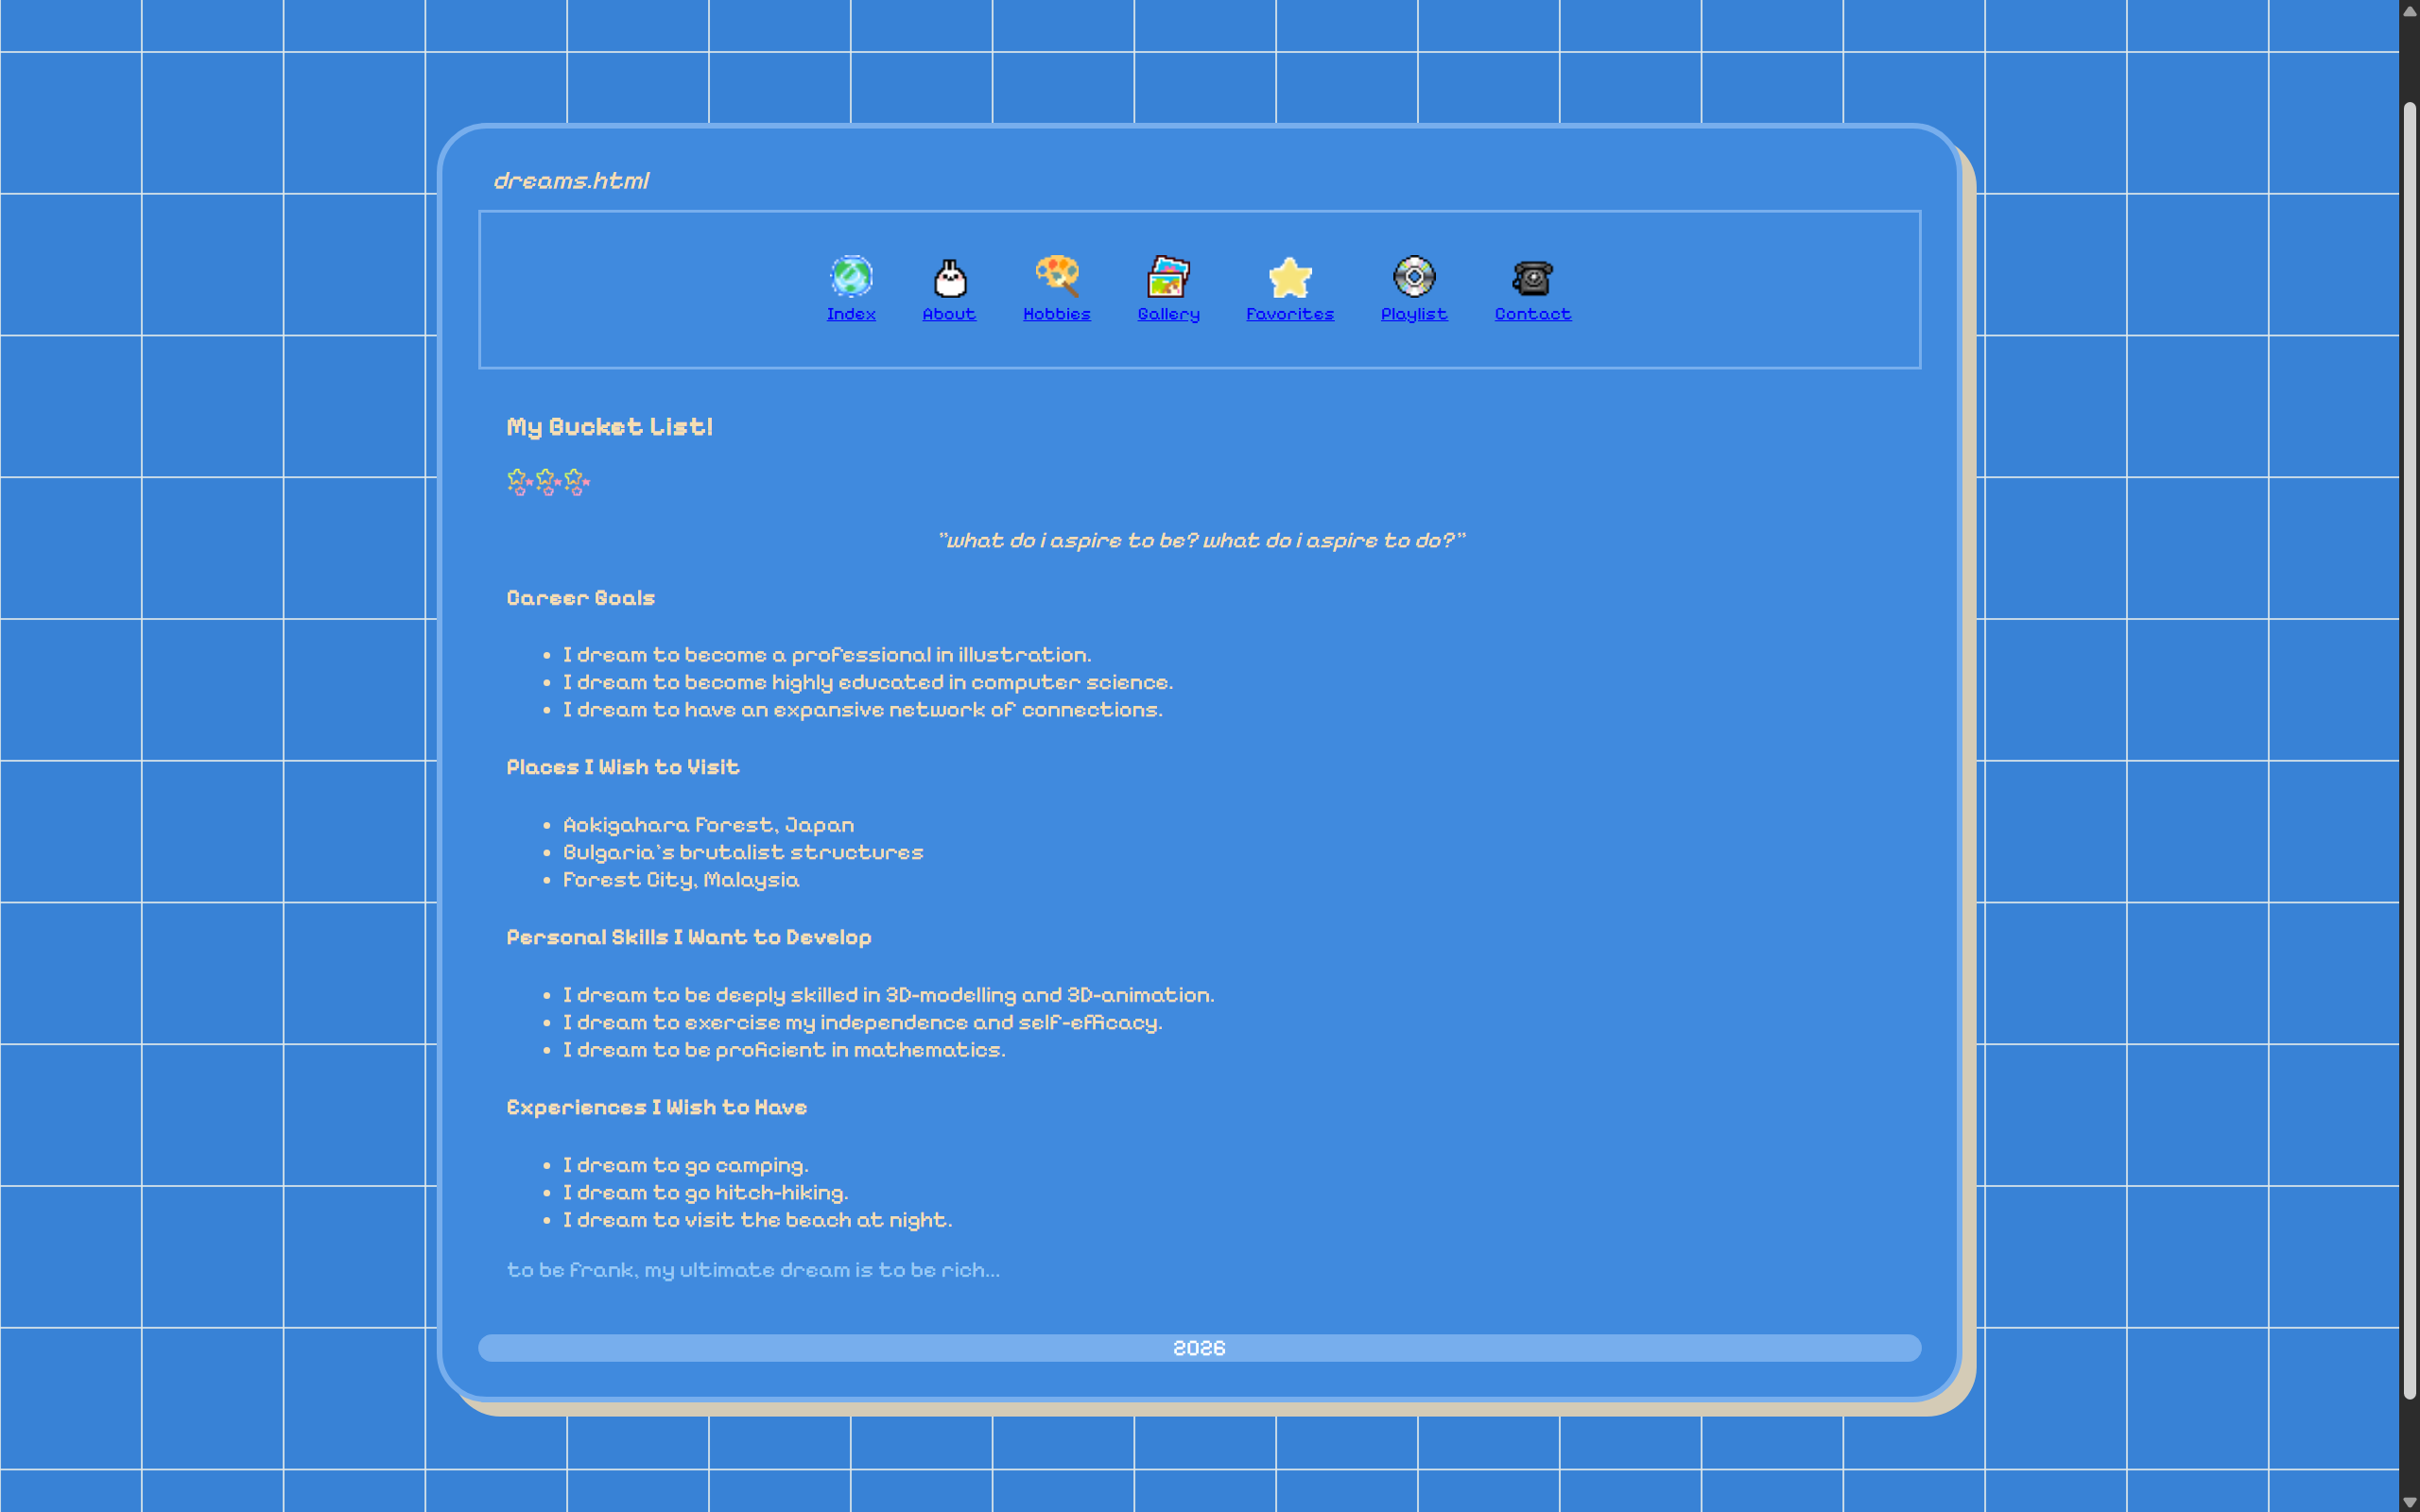 dreams.html
Index About Hobbies Gallery Favorites Playlist Contact
My Bucket List!
"what do i aspire to be? what do i aspire to do?"
Career Goals
• I dream to become a professional in illustration.
• I dream to become highly educated in computer science.
• I dream to have an expansive network of connections.
Places I Wish to Visit
• Aokigahara Forest, Japan
• Bulgaria's brutalist structures
• Forest City, Malaysia
Personal Skills I Want to Develop
• I dream to be deeply skilled in 3D-modelling and 3D-animation.
• I dream to exercise my independence and self-efficacy.
• I dream to be proficient in mathematics.
Experiences I Wish to Have
• I dream to go camping.
• I dream to go hitch-hiking.
• I dream to visit the beach at night.
to be frank, my ultimate dream is to be rich...
2026